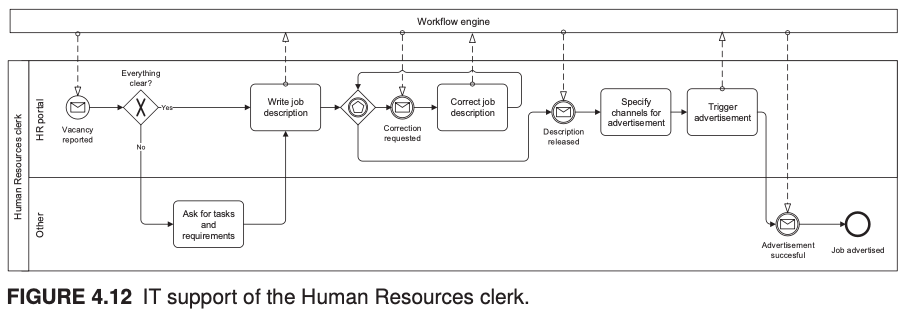 Workflow engine
Human Resources clerk
HR portal
Everything
clear?
Yes
No
Vacancy
reported
Write job
description
Correction
requested
Correct job
description
Description
released
Specify
channels for
advertisement
Trigger
advertisement
Other
Ask for tasks
and
requirements
Advertisement
succesful
Job advertised
FIGURE 4.12 IT support of the Human Resources clerk.